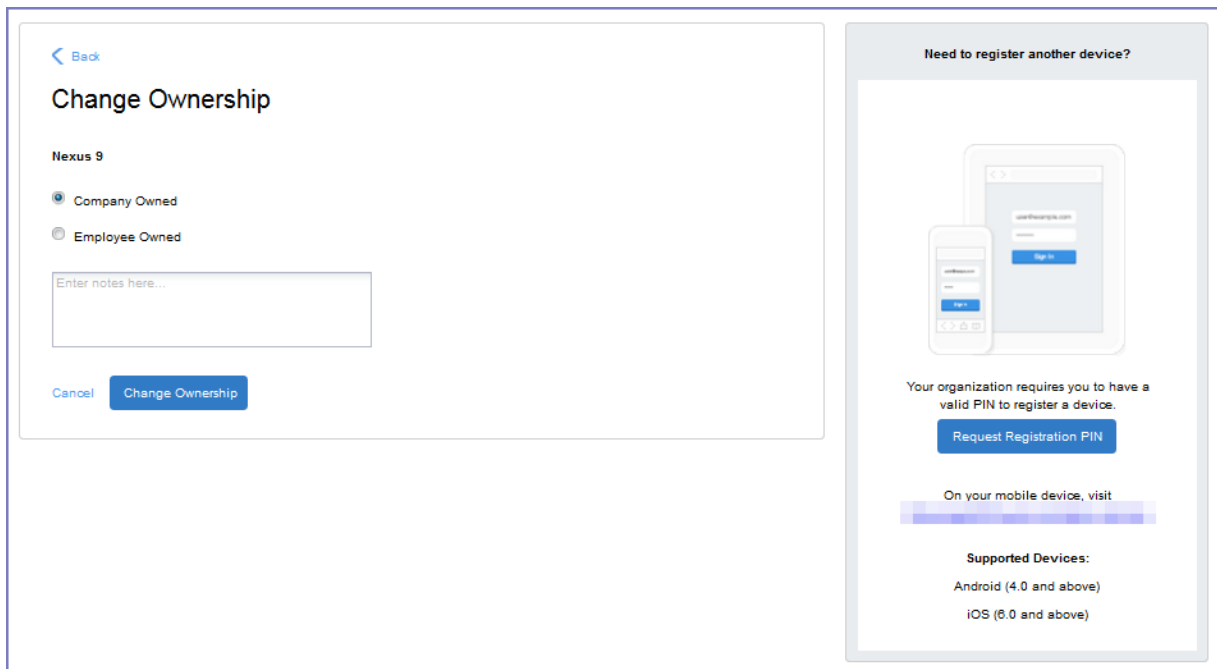 Back
Change Ownership
Nexus 9
Company Owned
Employee Owned
Enter notes here...
Cancel
Change Ownership
Need to register another device?
Sign In
Sign In
Your organization requires you to have a
valid PIN to register a device.
Request Registration PIN
On your mobile device, visit
Supported Devices:
Android (4.0 and above)
iOS (6.0 and above)